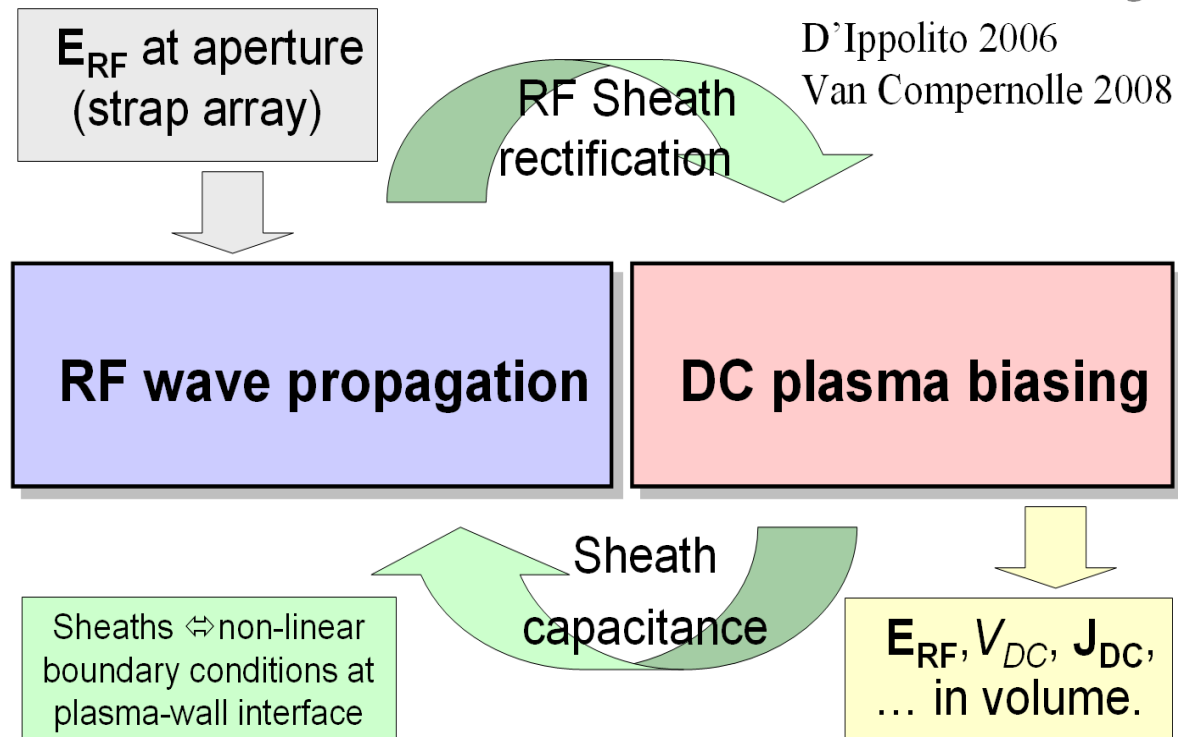 E_RF at aperture
(strap array)
D’Ippolito 2006
Van Compernolle 2008
RF Sheath
rectification
RF wave propagation
DC plasma biasing
Sheath
capacitance
Sheaths ⇔non-linear
boundary conditions at
plasma-wall interface
E_RF, V_DC, J_DC,
… in volume.